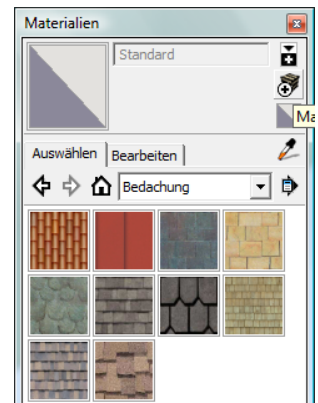 Materialien
Standard
Ma
Auswählen
Bearbeiten
Bedachung